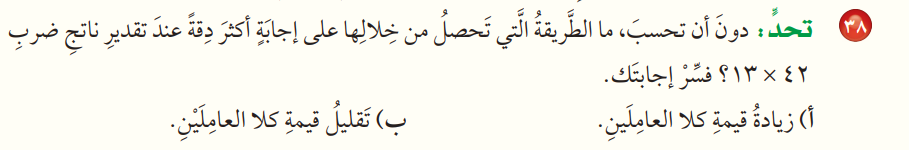 ٣٨ تحدٍّ: دونَ أن تحسبَ، ما الطَّريقةُ الَّتي تَحصلُ من خِلالِها على إجابَةٍ أكثرَ دِقةً عندَ تقديرِ ناتجِ ضربِ
٤٢ × ١٣؟ فسِّرْ إجابتَك.
أ) زيادةُ قيمةِ كلا العامِلَينِ. ب) تَقليلُ قيمةِ كلا العامِلَيْنِ.